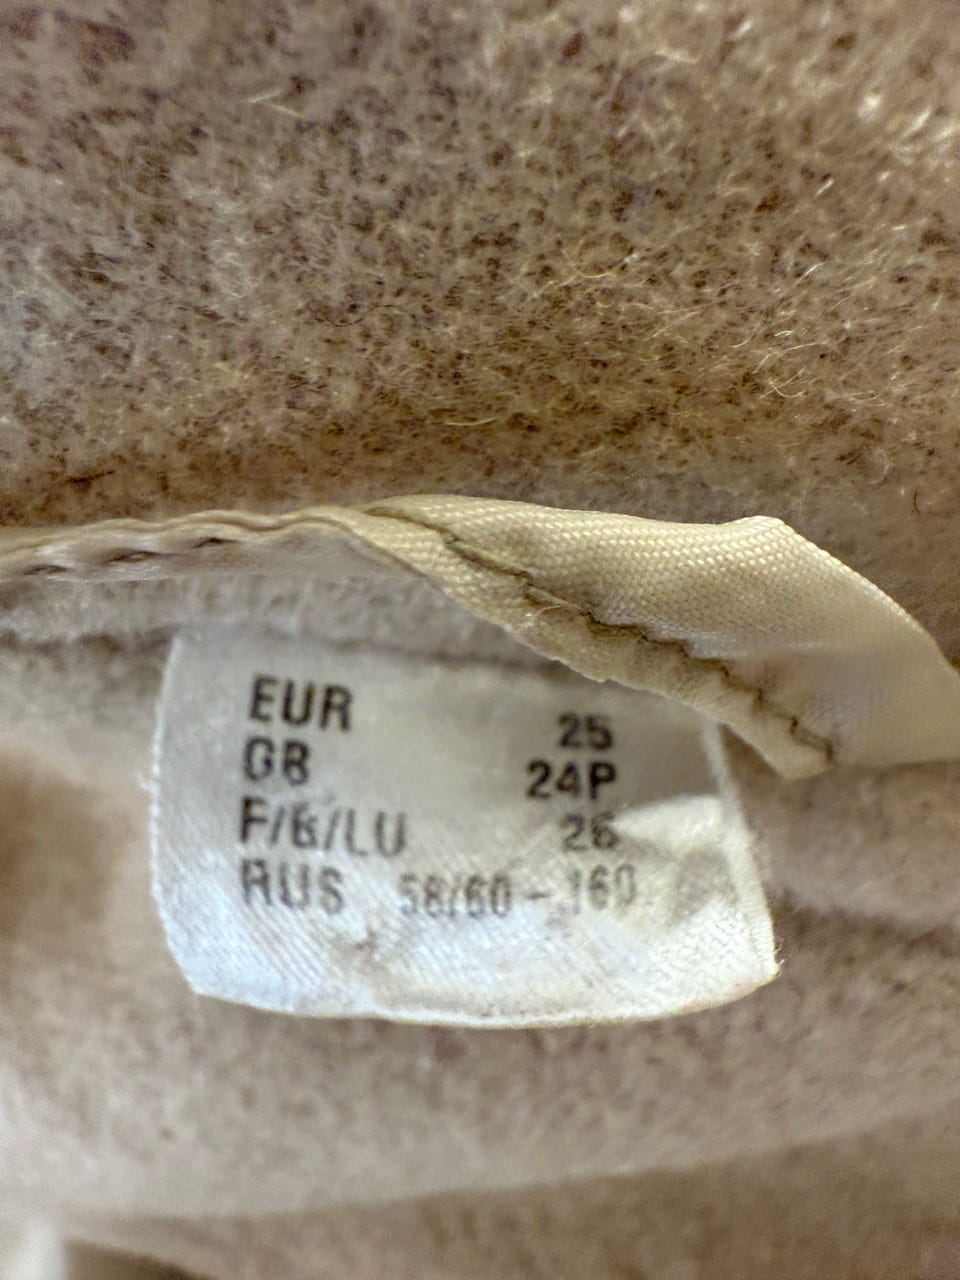 EUR 25
GB 24P
F/B/LU 26
RUS 58/60 - 160